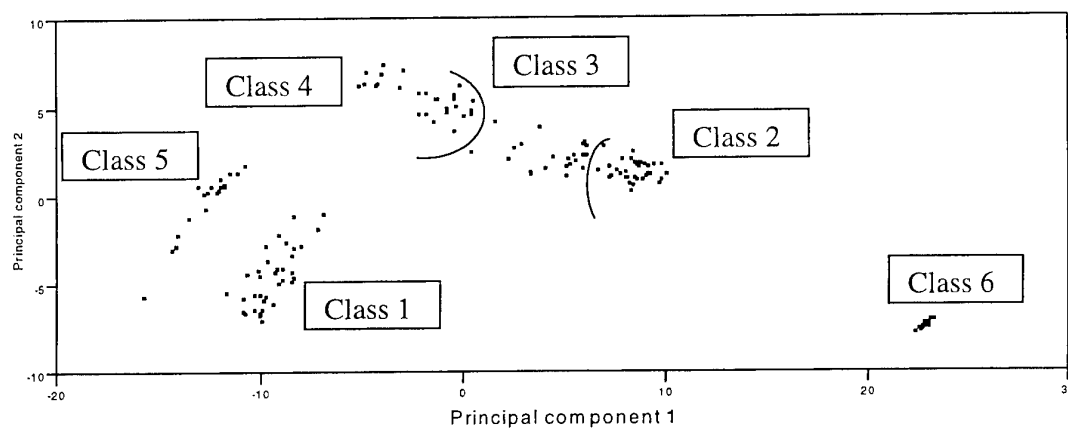 10
Class 3
Class 4
5
Class 2
Class 5
Principal component 2
0
-5
Class 6
Class 1
-10
-20
-10
0
10
20
3
Principal component 1